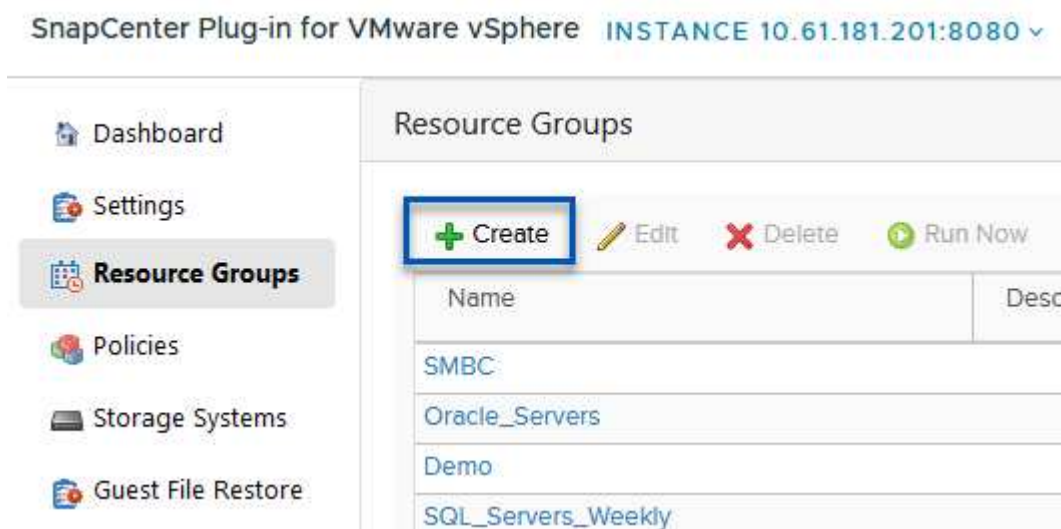 SnapCenter Plug-in for VMware vSphere INSTANCE 10.61.181.201:8080
Dashboard
Settings
Resource Groups
Policies
Storage Systems
Guest File Restore
Resource Groups
Create Edit Delete Run Now
Name Desc
SMBC
Oracle_Servers
Demo
SQL_Servers_Weekly